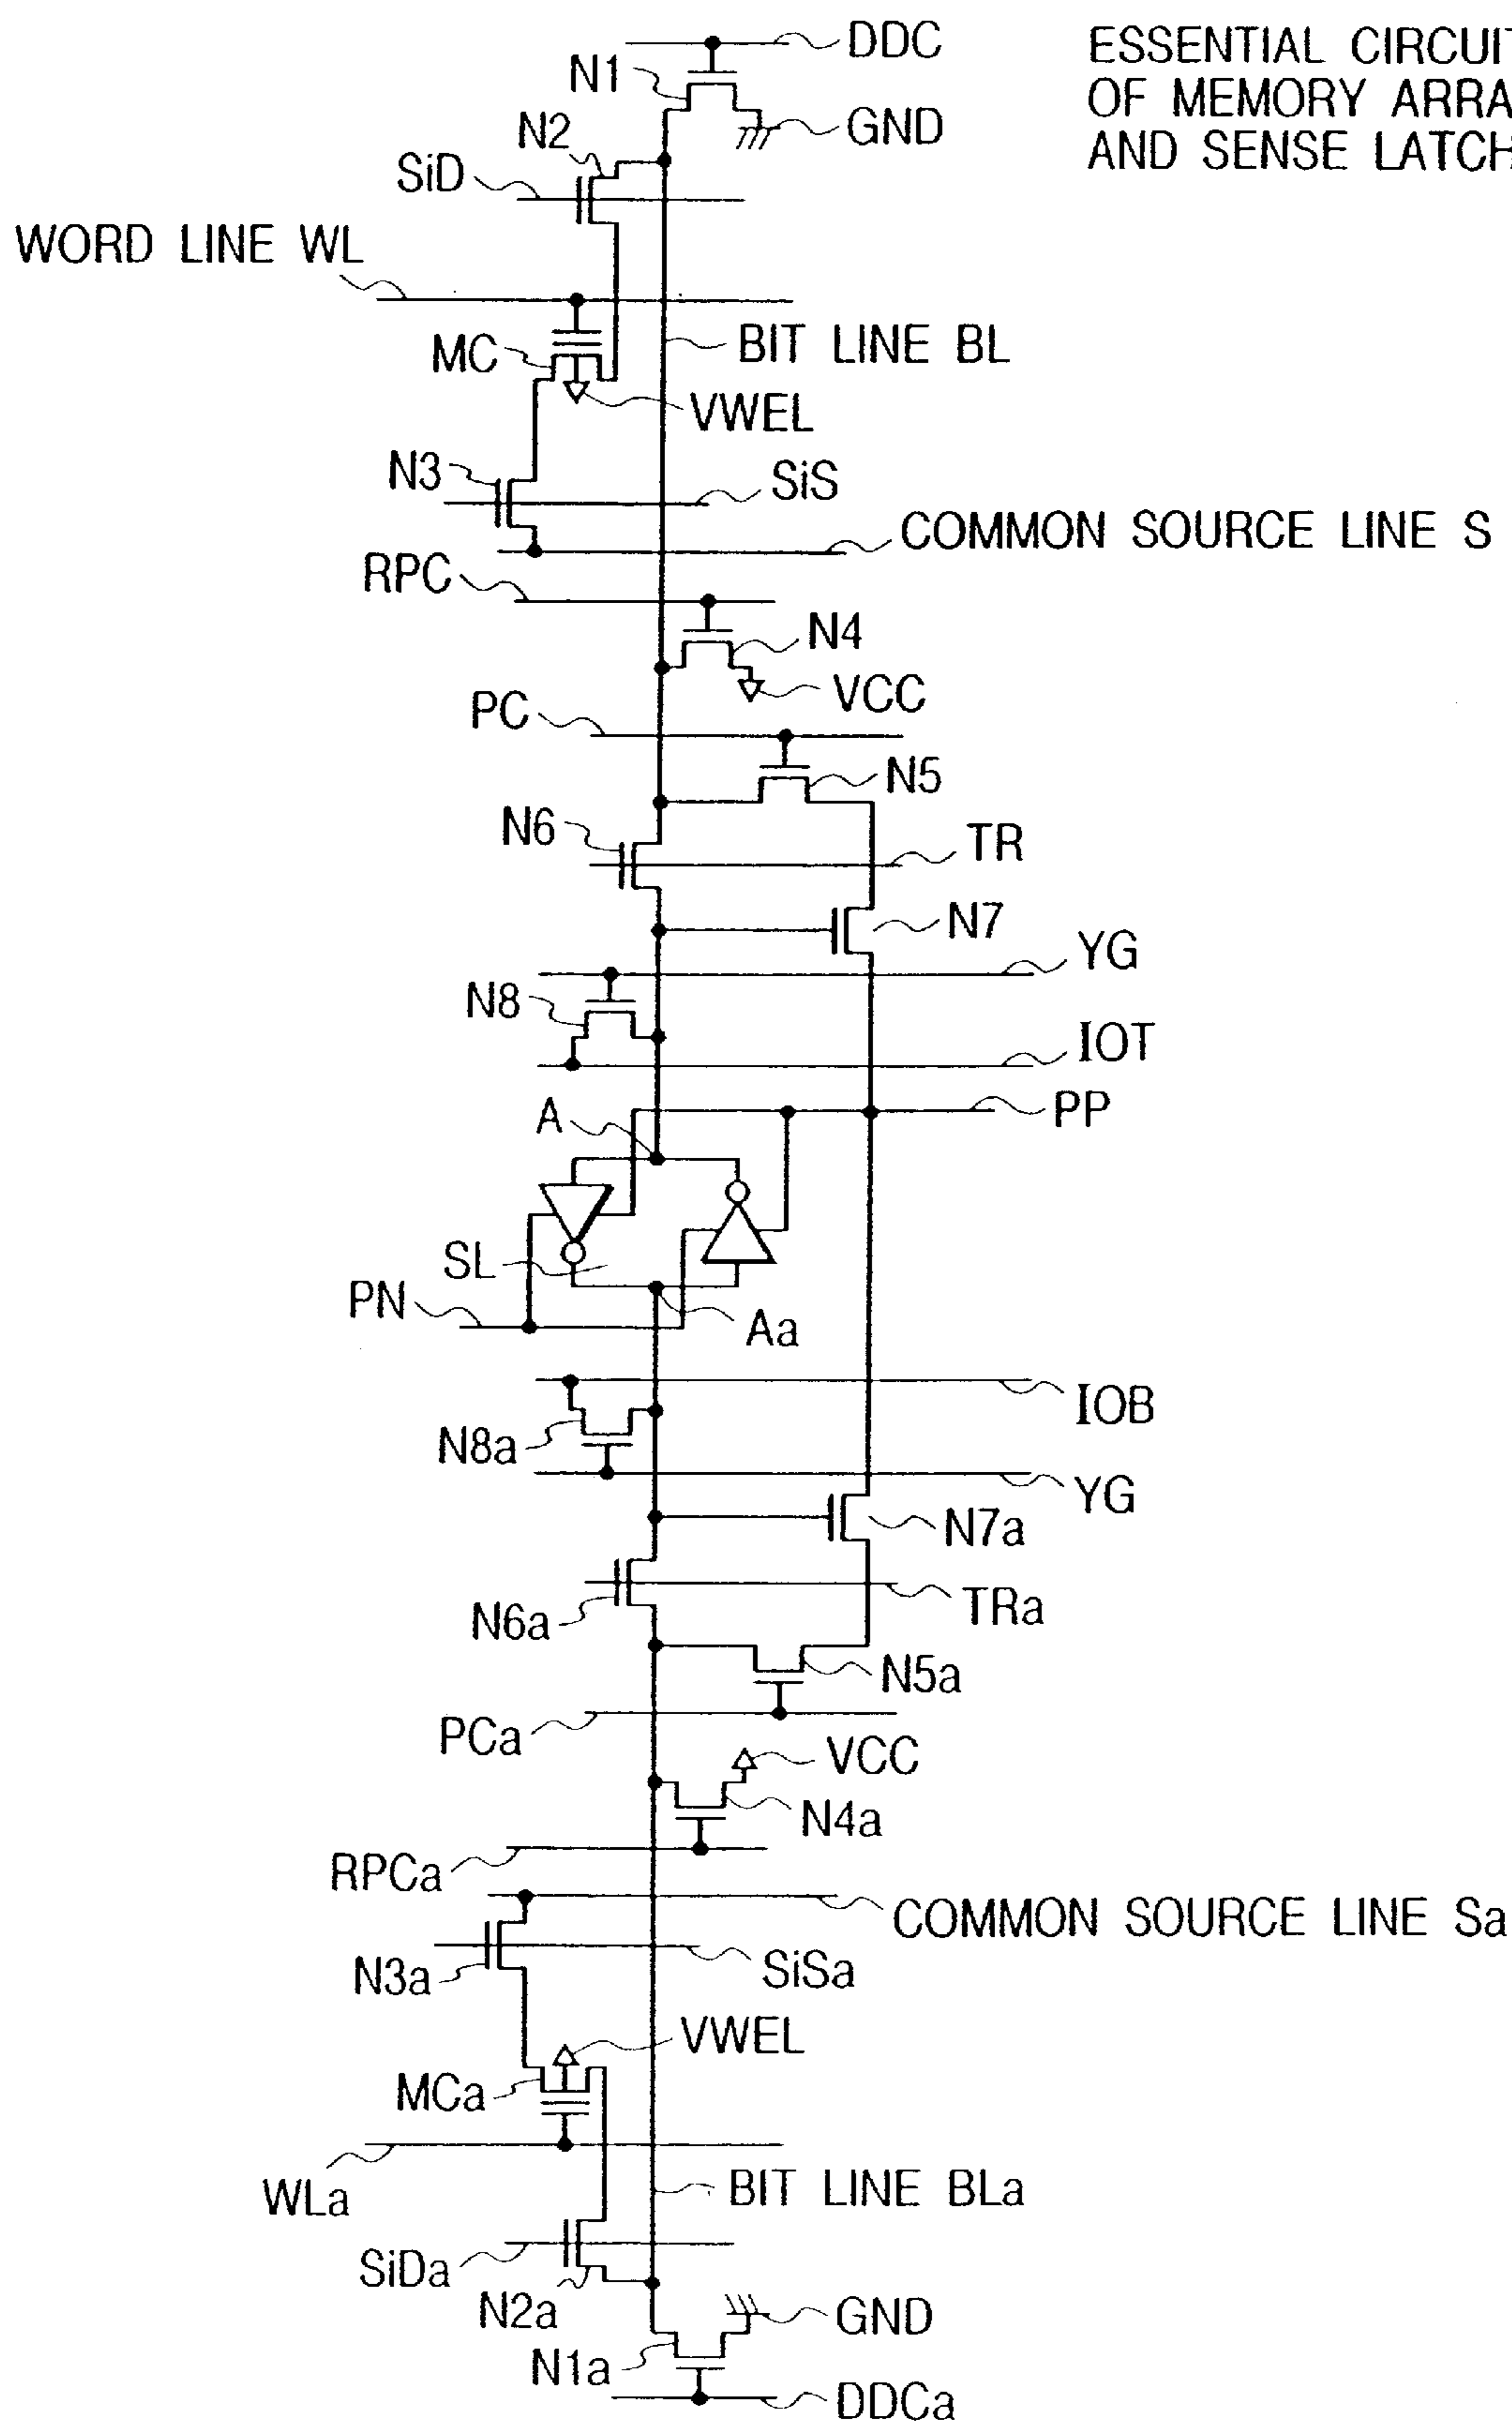 DDC
ESSENTIAL CIRCUIT
OF MEMORY ARRA
AND SENSE LATCH
N1
GND
N2
SiD
WORD LINE WL
BIT LINE BL
MC
VWEL
N3
SiS
COMMON SOURCE LINE S
RPC
N4
VCC
PC
N5
N6
TR
N7
YG
N8
IOT
A
PP
SL
PN
Aa
IOB
N8a
YG
N7a
TRa
N6a
N5a
PCa
VCC
N4a
RPCa
COMMON SOURCE LINE Sa
SiSa
N3a
VWEL
MCa
BIT LINE BLa
WLa
SiDa
N2a
GND
N1a
DDCa